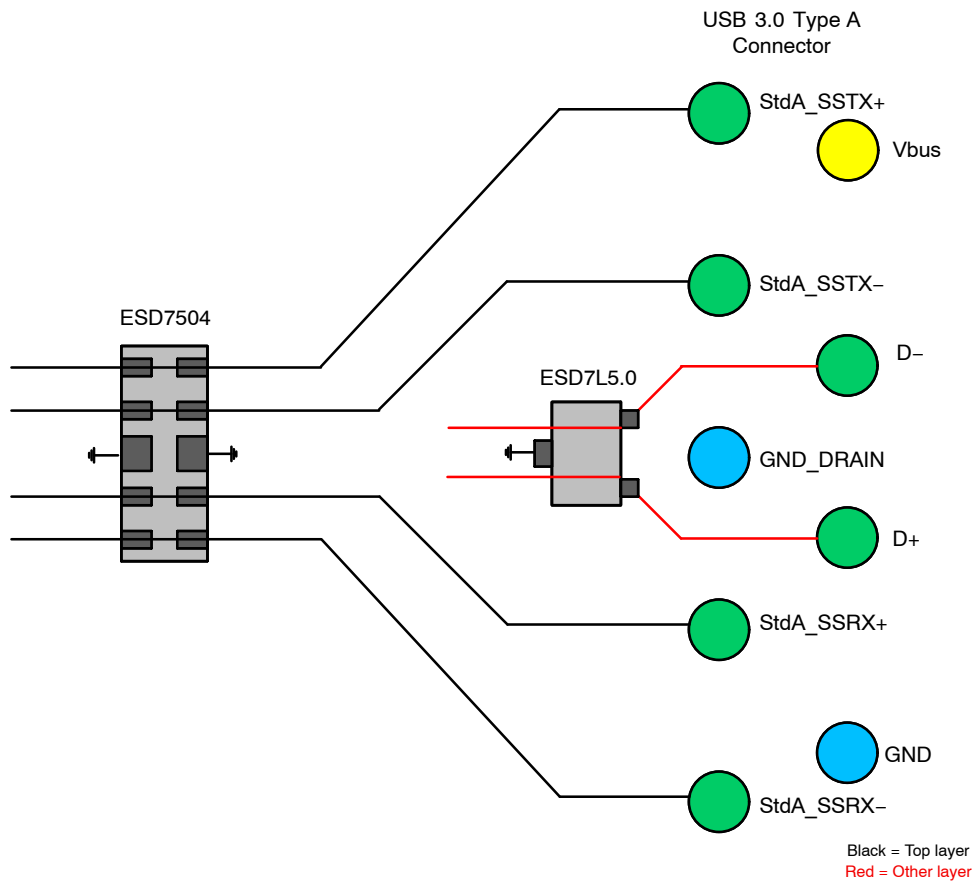 USB 3.0 Type A
Connector
StdA_SSTX+
Vbus
StdA_SSTX−
ESD7504
D−
ESD7L5.0
GND_DRAIN
D+
StdA_SSRX+
GND
StdA_SSRX−
Black = Top layer
Red = Other layer